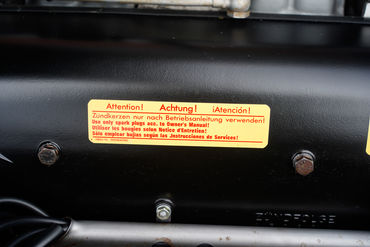 Attention! Achtung! ¡Atención!
Zündkerzen nur nach Betriebsanleitung verwenden!
Use only spark plugs acc. to Owner's Manual!
Utiliser les bougies selon Notice d'Entretien!
Sólo emplear bujías según las Instrucciones de Servicio!
ZÜNDFOLGE